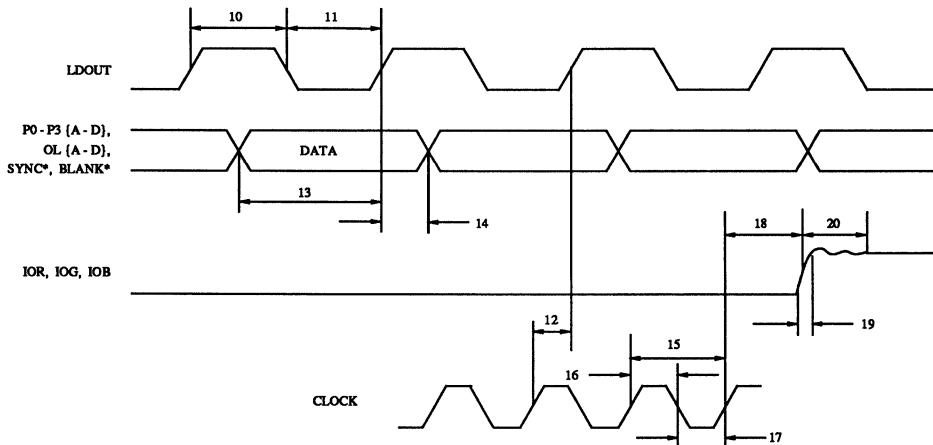 10
11
LDOUT
P0 - P3 {A - D},
OL {A - D},
SYNC*, BLANK*
DATA
13
14
18
20
IOR, IOG, IOB
12
15
19
16
CLOCK
17